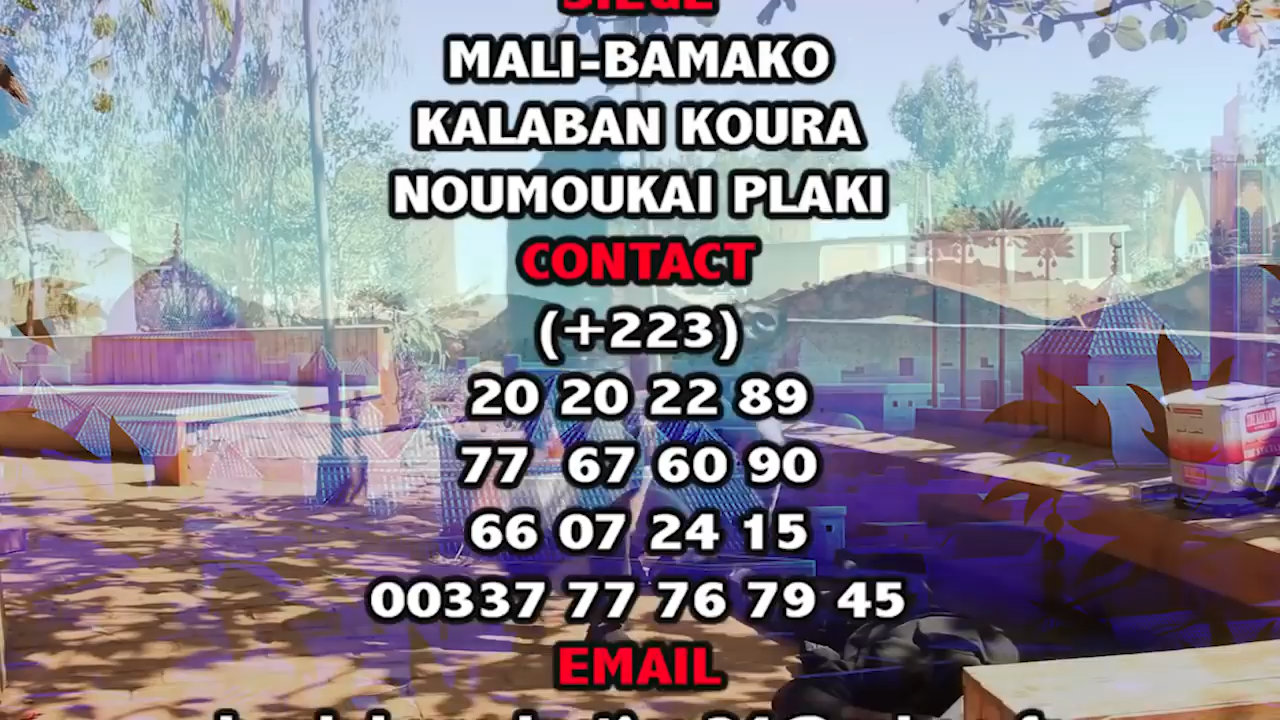 SIEGE
MALI-BAMAKO
KALABAN KOURA
NOUMOUKAI PLAKI
CONTACT
(+223)
20 20 22 89
77 67 60 90
66 07 24 15
00337 77 76 79 45
EMAIL